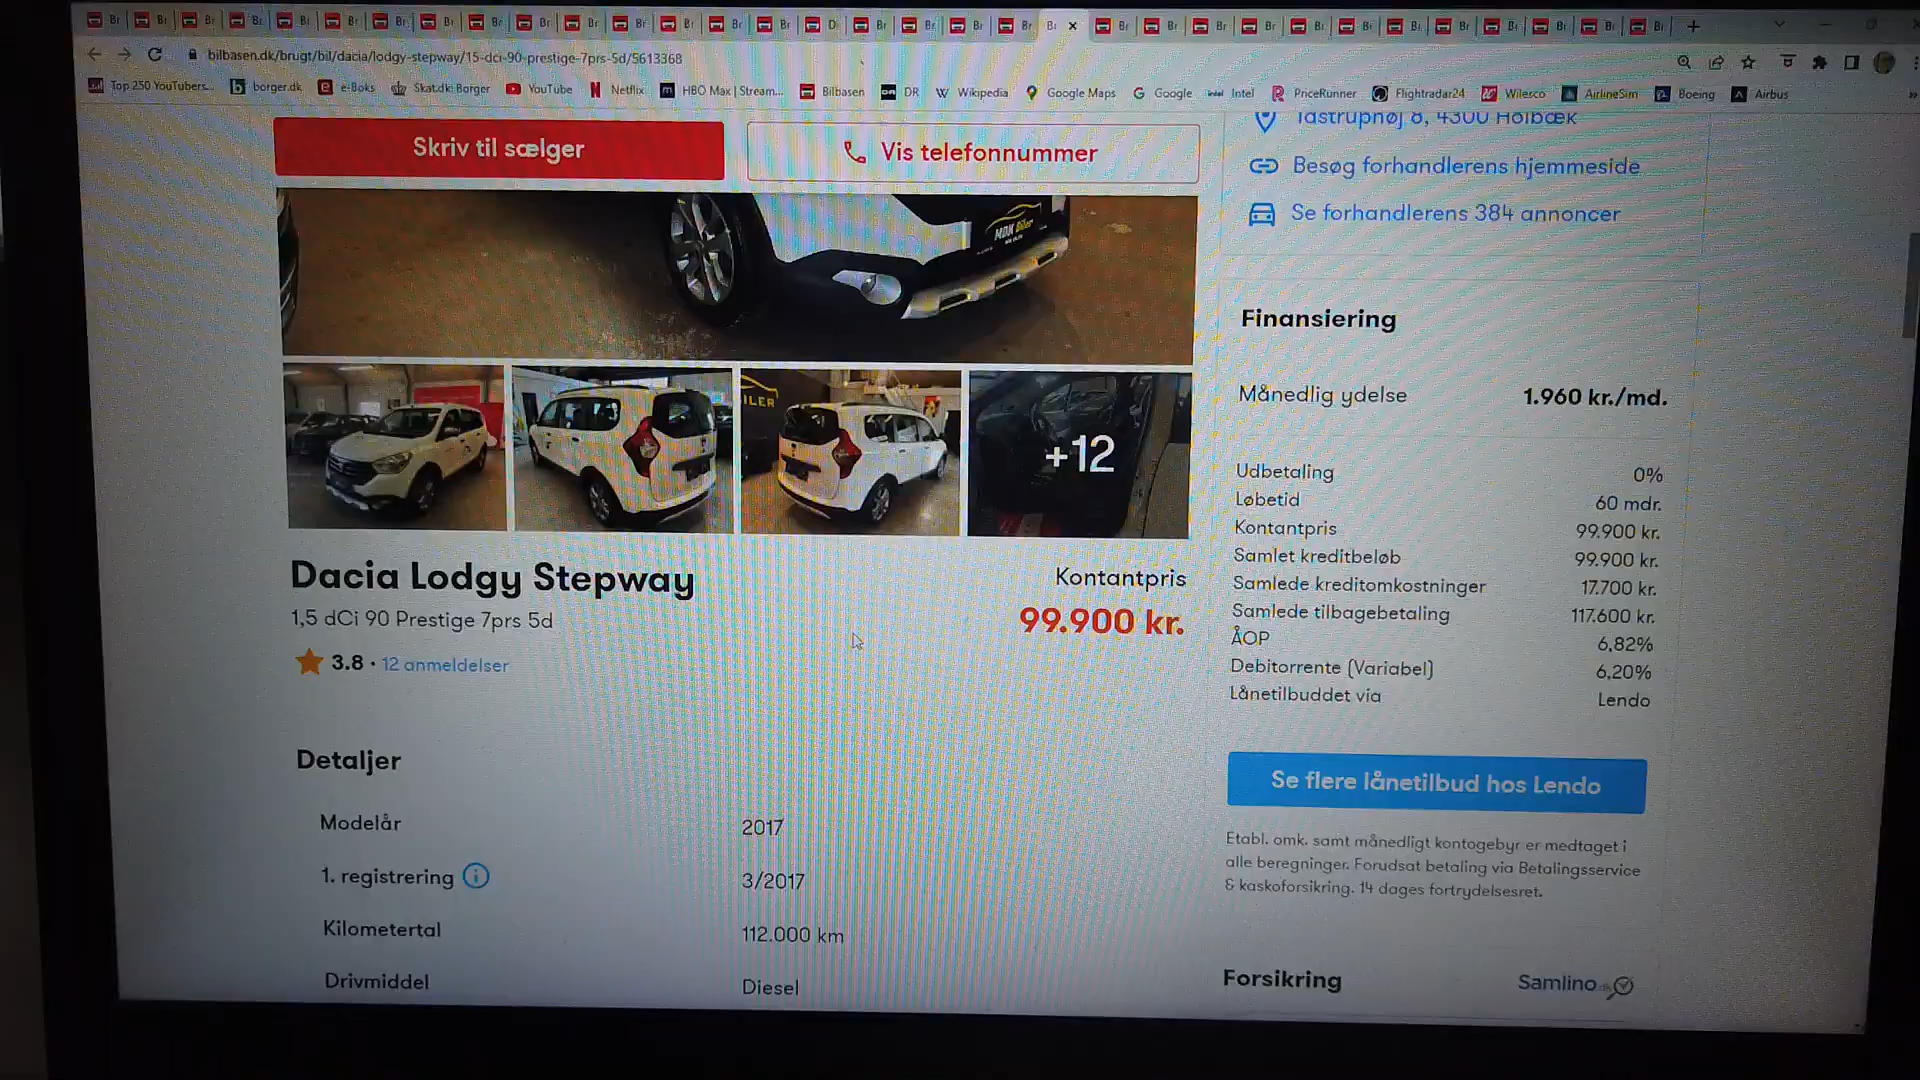 bilbasen.dk/brugt/bil/dacia/lodgy-stepway/15-dci-90-prestige-7prs-5d/5613368
Top 250 YouTubers... borger.dk e-Boks Skat.dk: Borger YouTube Netflix HBO Max | Stream... Bilbasen DR Wikipedia Google Maps Google Intel PriceRunner Flightradar24 Wilesco AirlineSim Boeing Airbus
Skriv til sælger
Vis telefonnummer
8, 4300 Holbæk
Besøg forhandlerens hjemmeside
Se forhandlerens 384 annoncer
MDK Biler
ILER
+12
Dacia Lodgy Stepway
1,5 dCi 90 Prestige 7prs 5d
3.8 · 12 anmeldelser
Kontantpris
99.900 kr.
Detaljer
Modelår 2017
1. registrering 3/2017
Kilometertal 112.000 km
Drivmiddel Diesel
Finansiering
Månedlig ydelse 1.960 kr./md.
Udbetaling 0%
Løbetid 60 mdr.
Kontantpris 99.900 kr.
Samlet kreditbeløb 99.900 kr.
Samlede kreditomkostninger 17.700 kr.
Samlede tilbagebetaling 117.600 kr.
ÅOP 6,82%
Debitorrente (Variabel) 6,20%
Lånetilbuddet via Lendo
Se flere lånetilbud hos Lendo
Etabl. omk. samt månedligt kontogebyr er medtaget i
alle beregninger. Forudsat betaling via Betalingsservice
& kaskoforsikring. 14 dages fortrydelsesret.
Forsikring
Samlino.dk